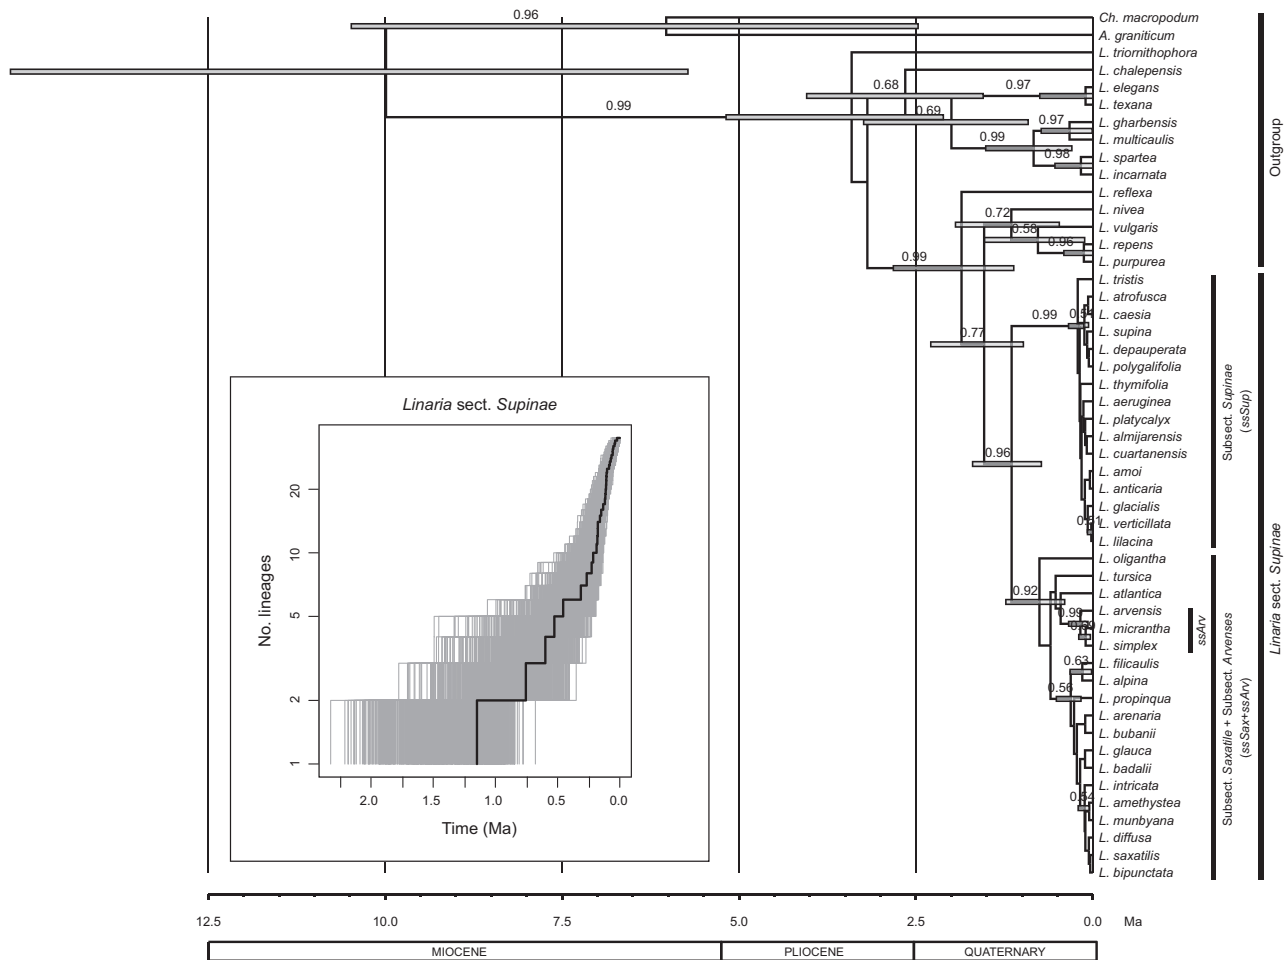 0.96
Ch. macropodum
A. graniticum
L. triornithophora
L. chalepensis
0.68
0.97
L. elegans
L. texana
0.99
0.69
L. gharbensis
0.97
L. multicaulis
0.99
L. spartea
0.98
L. incarnata
L. reflexa
L. nivea
0.72
L. vulgaris
0.58
L. repens
0.96
L. purpurea
0.99
L. tristis
L. atrofusca
L. caesia
0.99
L. supina
0.77
L. depauperata
L. polygalifolia
L. thymifolia
L. aeruginea
L. platycalyx
L. almijarensis
L. cuartanensis
0.96
L. amoi
L. anticaria
L. glacialis
L. verticillata
L. lilacina
L. oligantha
L. tursica
L. atlantica
0.92
L. arvensis
0.99
L. micrantha
L. simplex
L. filicaulis
0.63
L. alpina
0.56
L. propinqua
L. arenaria
L. bubanii
L. glauca
L. badalii
L. intricata
0.54
L. amethystea
L. munbyana
L. diffusa
L. saxatilis
L. bipunctata
Outgroup
Subsect. Supinae
(ssSup)
ssArv
Subsect. Saxatile + Subsect. Arvenses
(ssSax+ssArv)
Linaria sect. Supinae
Linaria sect. Supinae
No. lineages
20
10
5
2
1
2.0 1.5 1.0 0.5 0.0
Time (Ma)
12.5 10.0 7.5 5.0 2.5 0.0 Ma
MIOCENE PLIOCENE QUATERNARY